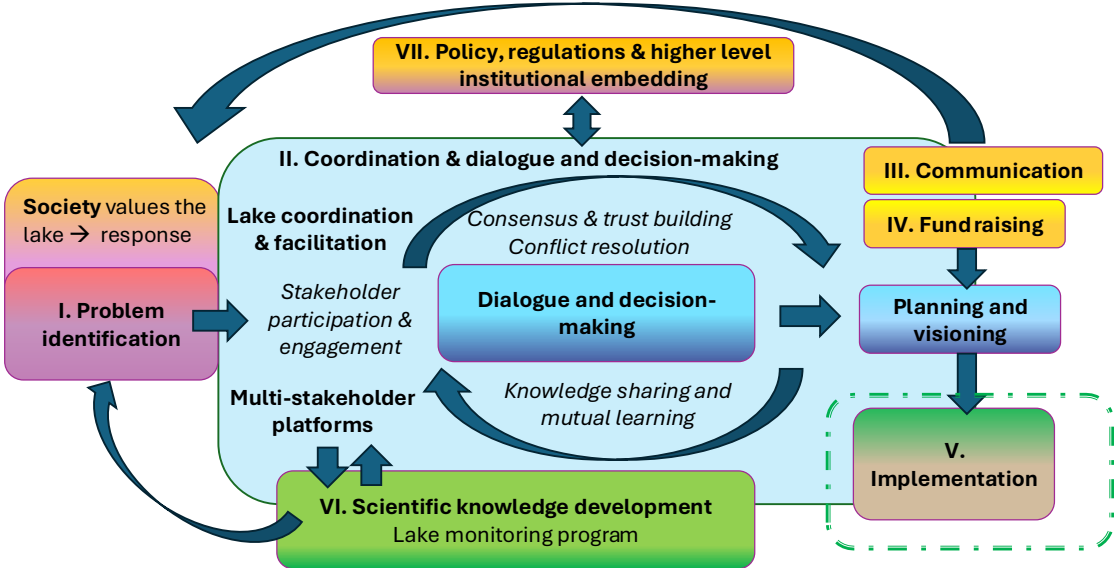 VII. Policy, regulations & higher level
institutional embedding
II. Coordination & dialogue and decision-making
III. Communication
IV. Fund raising
Society values the
lake → response
I. Problem
identification
Lake coordination
& facilitation
Stakeholder
participation &
engagement
Multi-stakeholder
platforms
Consensus & trust building
Conflict resolution
Dialogue and decision-
making
Knowledge sharing and
mutual learning
Planning and
visioning
V.
Implementation
VI. Scientific knowledge development
Lake monitoring program